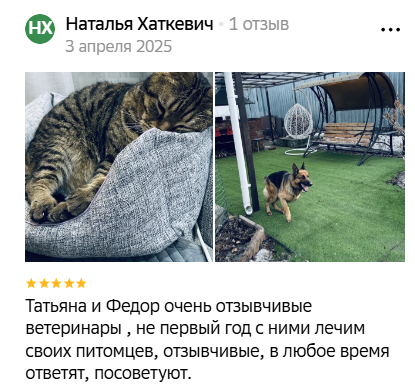 НХ Наталья Хаткевич • 1 отзыв
3 апреля 2025
Татьяна и Федор очень отзывчивые
ветеринары , не первый год с ними лечим
своих питомцев, отзывчивые, в любое время
ответят, посоветуют.